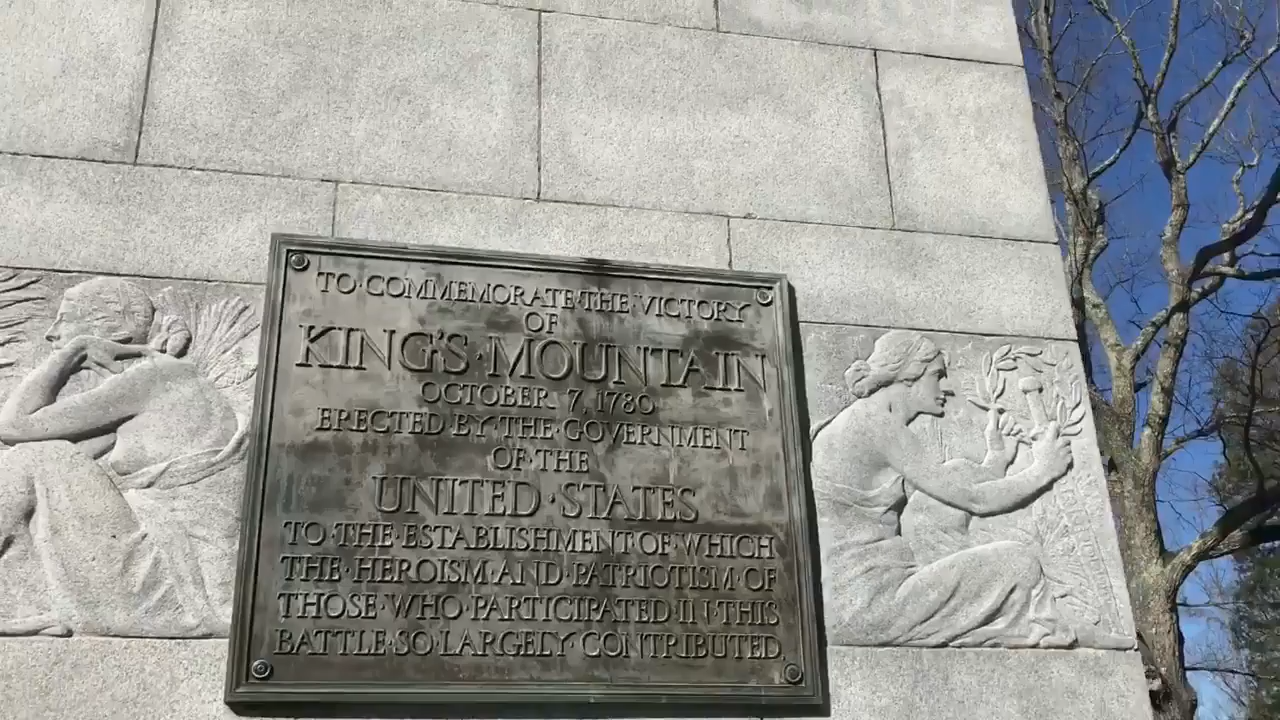 TO·COMMEMORATE·THE·VICTORY
OF
KING'S·MOUNTAIN
OCTOBER 7, 1780
ERECTED BY·THE·GOVERNMENT
OF·THE
UNITED·STATES
TO·THE·ESTABLISHMENT·OF·WHICH
THE·HEROISM·AND·PATRIOTISM·OF
THOSE·WHO·PARTICIPATED·IN·THIS
BATTLE·SO·LARGELY·CONTRIBUTED.